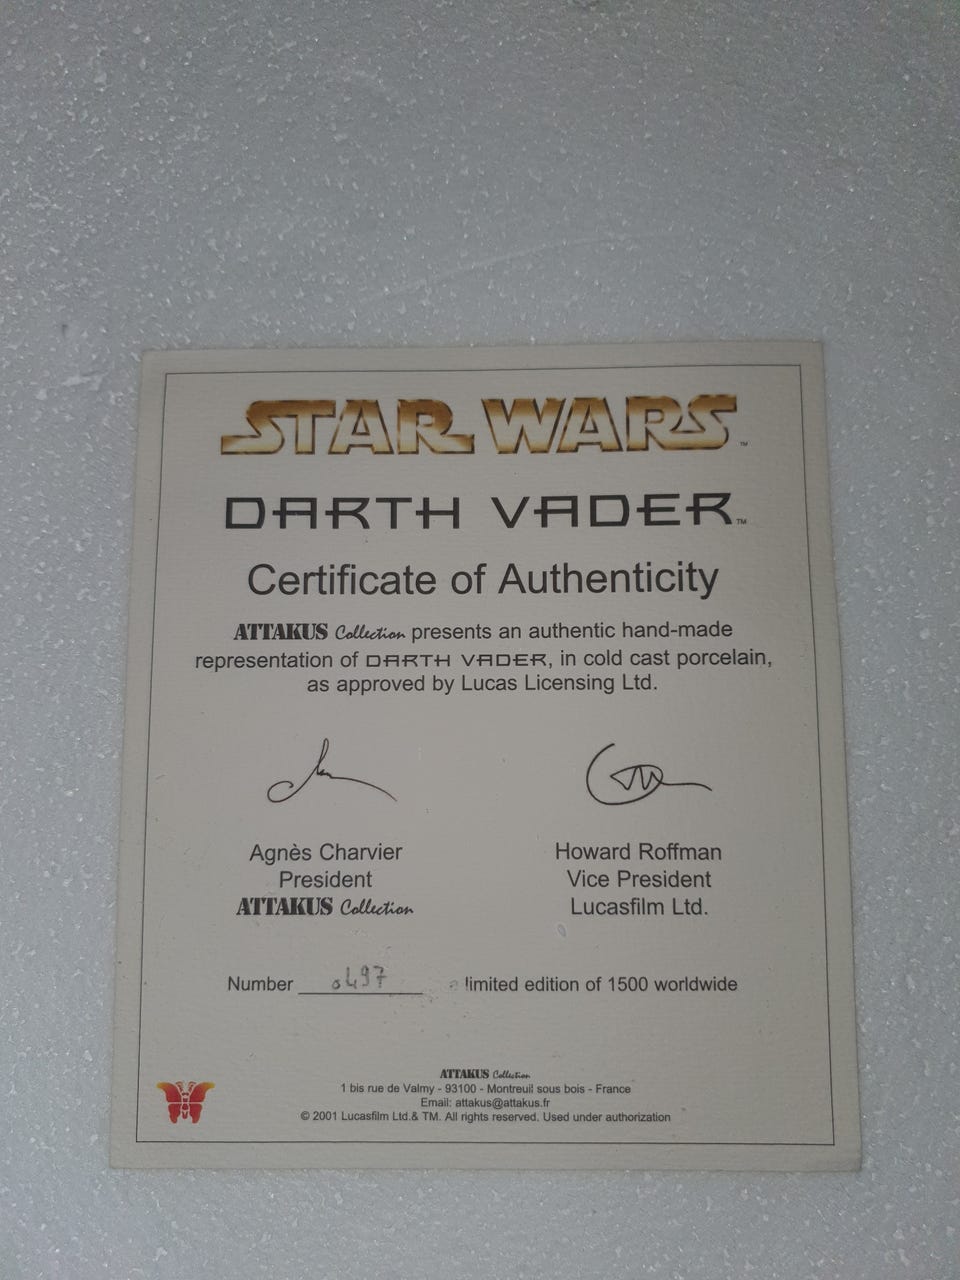 STAR WARS™
DARTH VADER™
Certificate of Authenticity
ATTAKUS Collection presents an authentic hand-made
representation of DARTH VADER, in cold cast porcelain,
as approved by Lucas Licensing Ltd.
Agnès Charvier
President
ATTAKUS Collection
Howard Roffman
Vice President
Lucasfilm Ltd.
Number 0497 limited edition of 1500 worldwide
ATTAKUS Collection
1 bis rue de Valmy - 93100 - Montreuil sous bois - France
Email: attakus@attakus.fr
© 2001 Lucasfilm Ltd.& TM. All rights reserved. Used under authorization